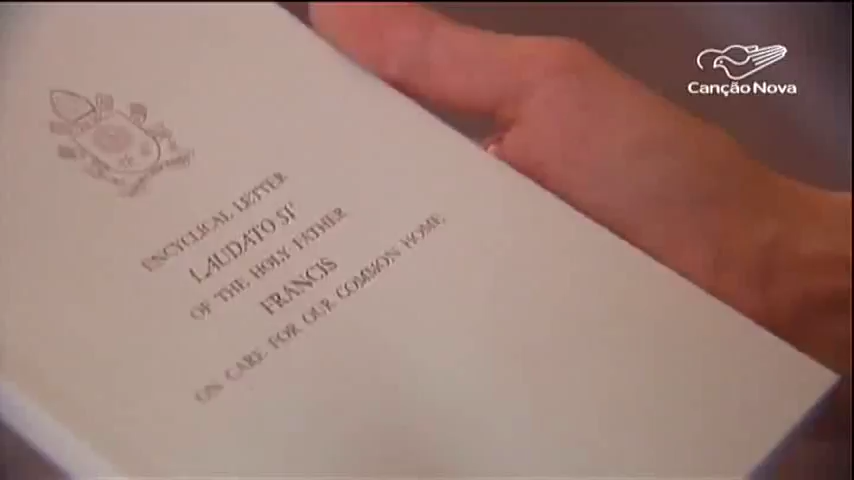 Canção Nova
ENCYCLICAL LETTER
LAUDATO SI'
OF THE HOLY FATHER
FRANCIS
ON CARE FOR OUR COMMON HOME